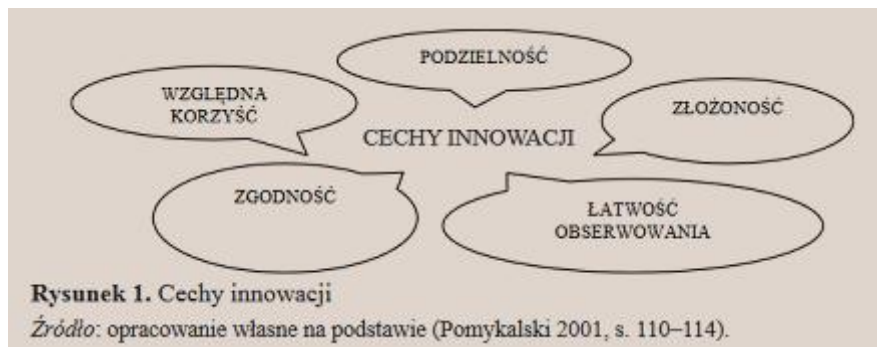 PODZIELNOŚĆ
WZGLĘDNA
KORZYŚĆ
ZŁOŻONOŚĆ
CECHY INNOWACJI
ZGODNOŚĆ
ŁATWOŚĆ
OBSERWOWANIA
Rysunek 1. Cechy innowacji
Źródło: opracowanie własne na podstawie (Pomykalski 2001, s. 110–114).